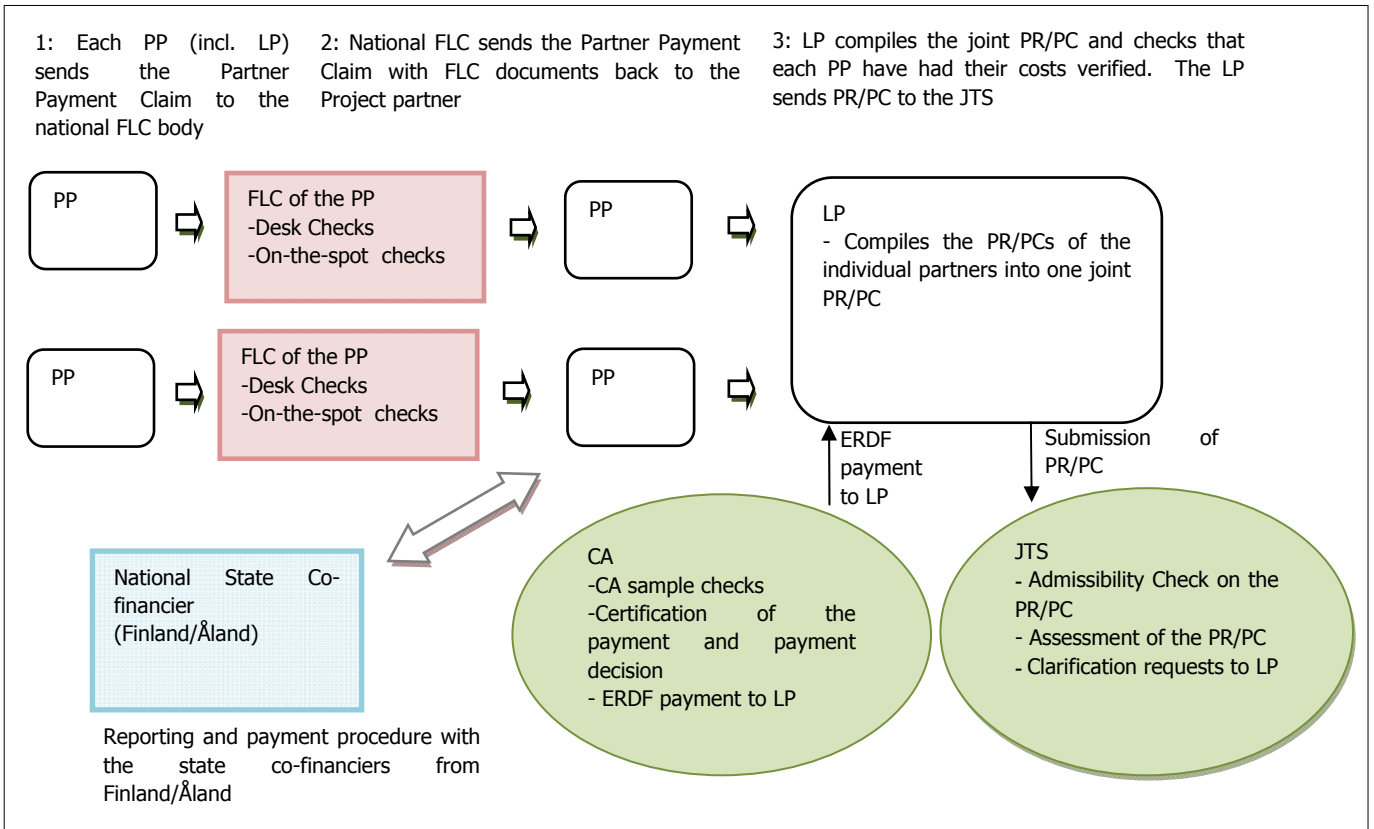 1: Each PP (incl. LP)
sends the Partner
Payment Claim to the
national FLC body
2: National FLC sends the Partner Payment
Claim with FLC documents back to the
Project partner
3: LP compiles the joint PR/PC and checks that
each PP have had their costs verified. The LP
sends PR/PC to the JTS
PP
FLC of the PP
-Desk Checks
-On-the-spot checks
PP
LP
- Compiles the PR/PCs of the
individual partners into one joint
PR/PC
PP
FLC of the PP
-Desk Checks
-On-the-spot checks
PP
ERDF
payment
to LP
Submission of
PR/PC
National State Co-
financier
(Finland/Åland)
CA
-CA sample checks
-Certification of the
payment and payment
decision
- ERDF payment to LP
JTS
- Admissibility Check on the
PR/PC
- Assessment of the PR/PC
- Clarification requests to LP
Reporting and payment procedure with
the state co-financiers from
Finland/Åland